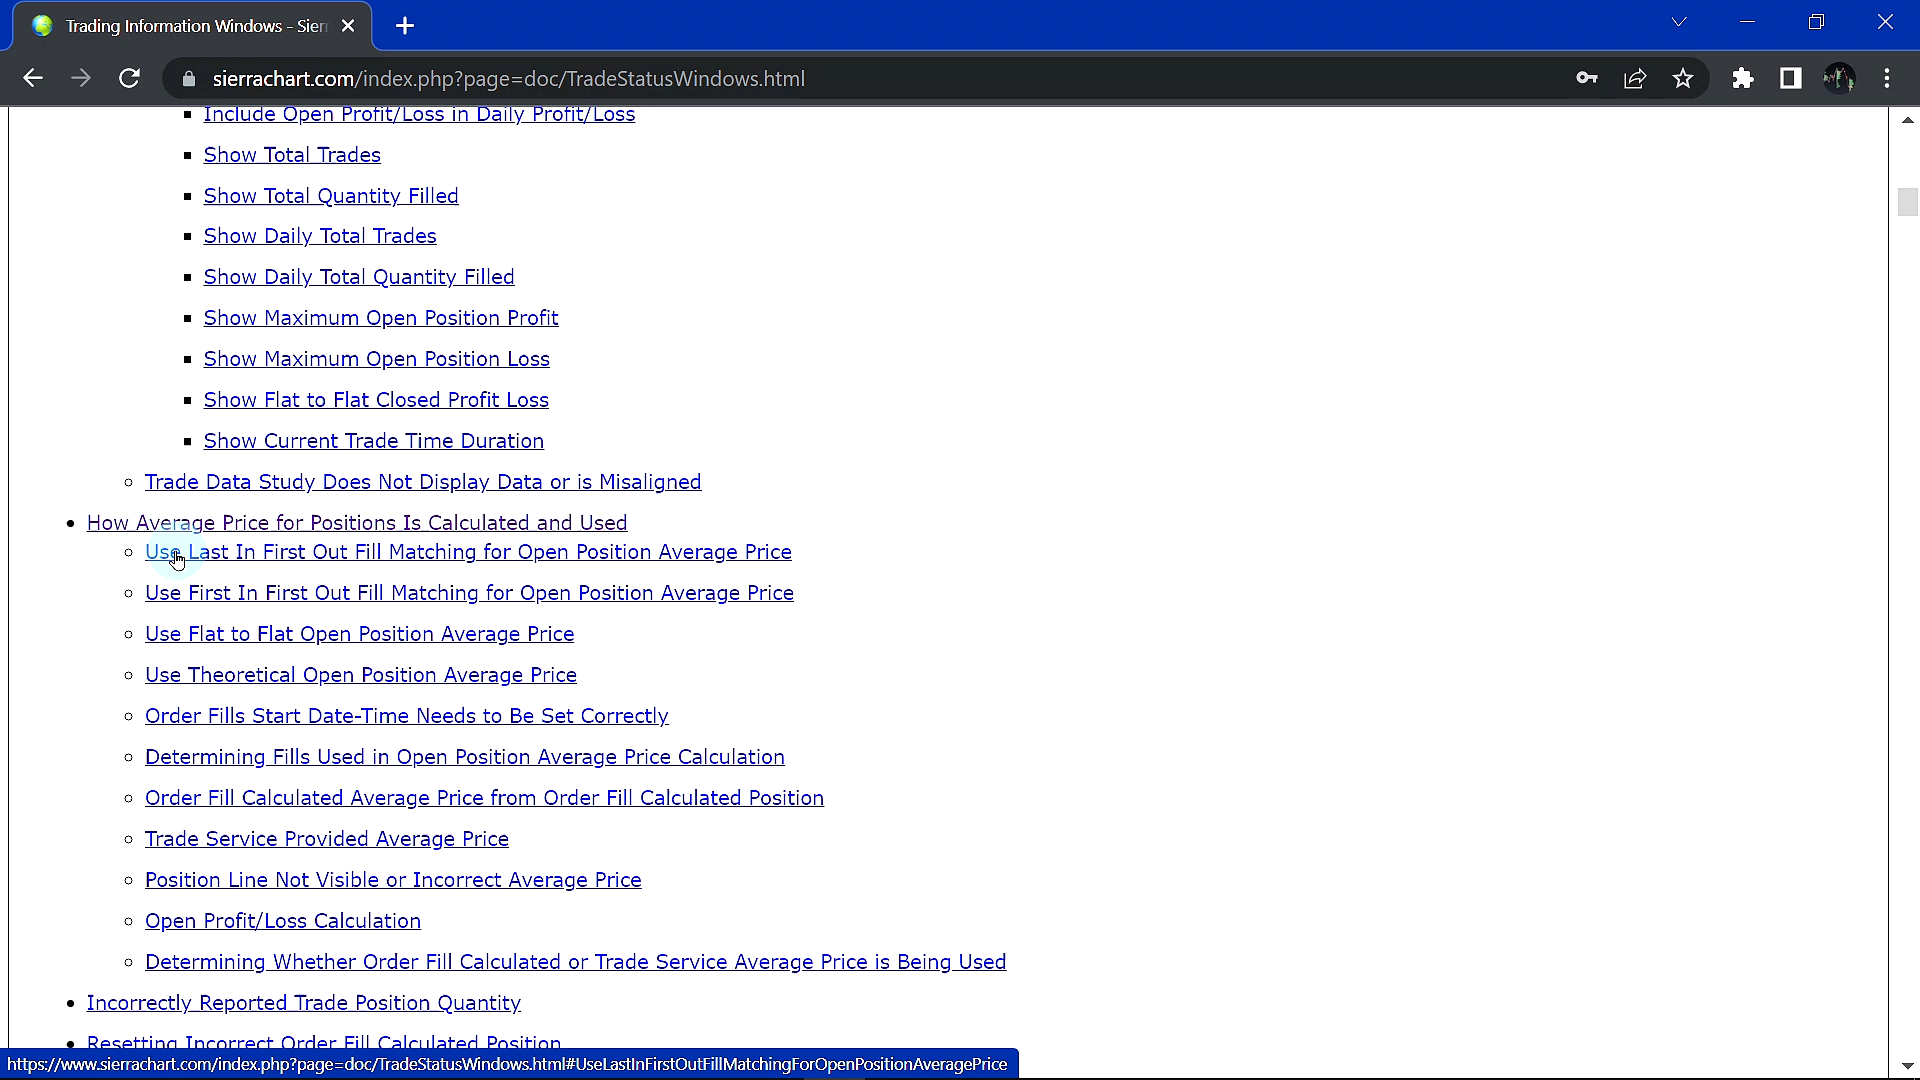 Trading Information Windows - Sier
sierrachart.com/index.php?page=doc/TradeStatusWindows.html
Include Open Profit/Loss in Daily Profit/Loss
Show Total Trades
Show Total Quantity Filled
Show Daily Total Trades
Show Daily Total Quantity Filled
Show Maximum Open Position Profit
Show Maximum Open Position Loss
Show Flat to Flat Closed Profit Loss
Show Current Trade Time Duration
Trade Data Study Does Not Display Data or is Misaligned
How Average Price for Positions Is Calculated and Used
Use Last In First Out Fill Matching for Open Position Average Price
Use First In First Out Fill Matching for Open Position Average Price
Use Flat to Flat Open Position Average Price
Use Theoretical Open Position Average Price
Order Fills Start Date-Time Needs to Be Set Correctly
Determining Fills Used in Open Position Average Price Calculation
Order Fill Calculated Average Price from Order Fill Calculated Position
Trade Service Provided Average Price
Position Line Not Visible or Incorrect Average Price
Open Profit/Loss Calculation
Determining Whether Order Fill Calculated or Trade Service Average Price is Being Used
Incorrectly Reported Trade Position Quantity
Resetting Incorrect Order Fill Calculated Position
https://www.sierrachart.com/index.php?page=doc/TradeStatusWindows.html#UseLastInFirstOutFillMatchingForOpenPositionAveragePrice